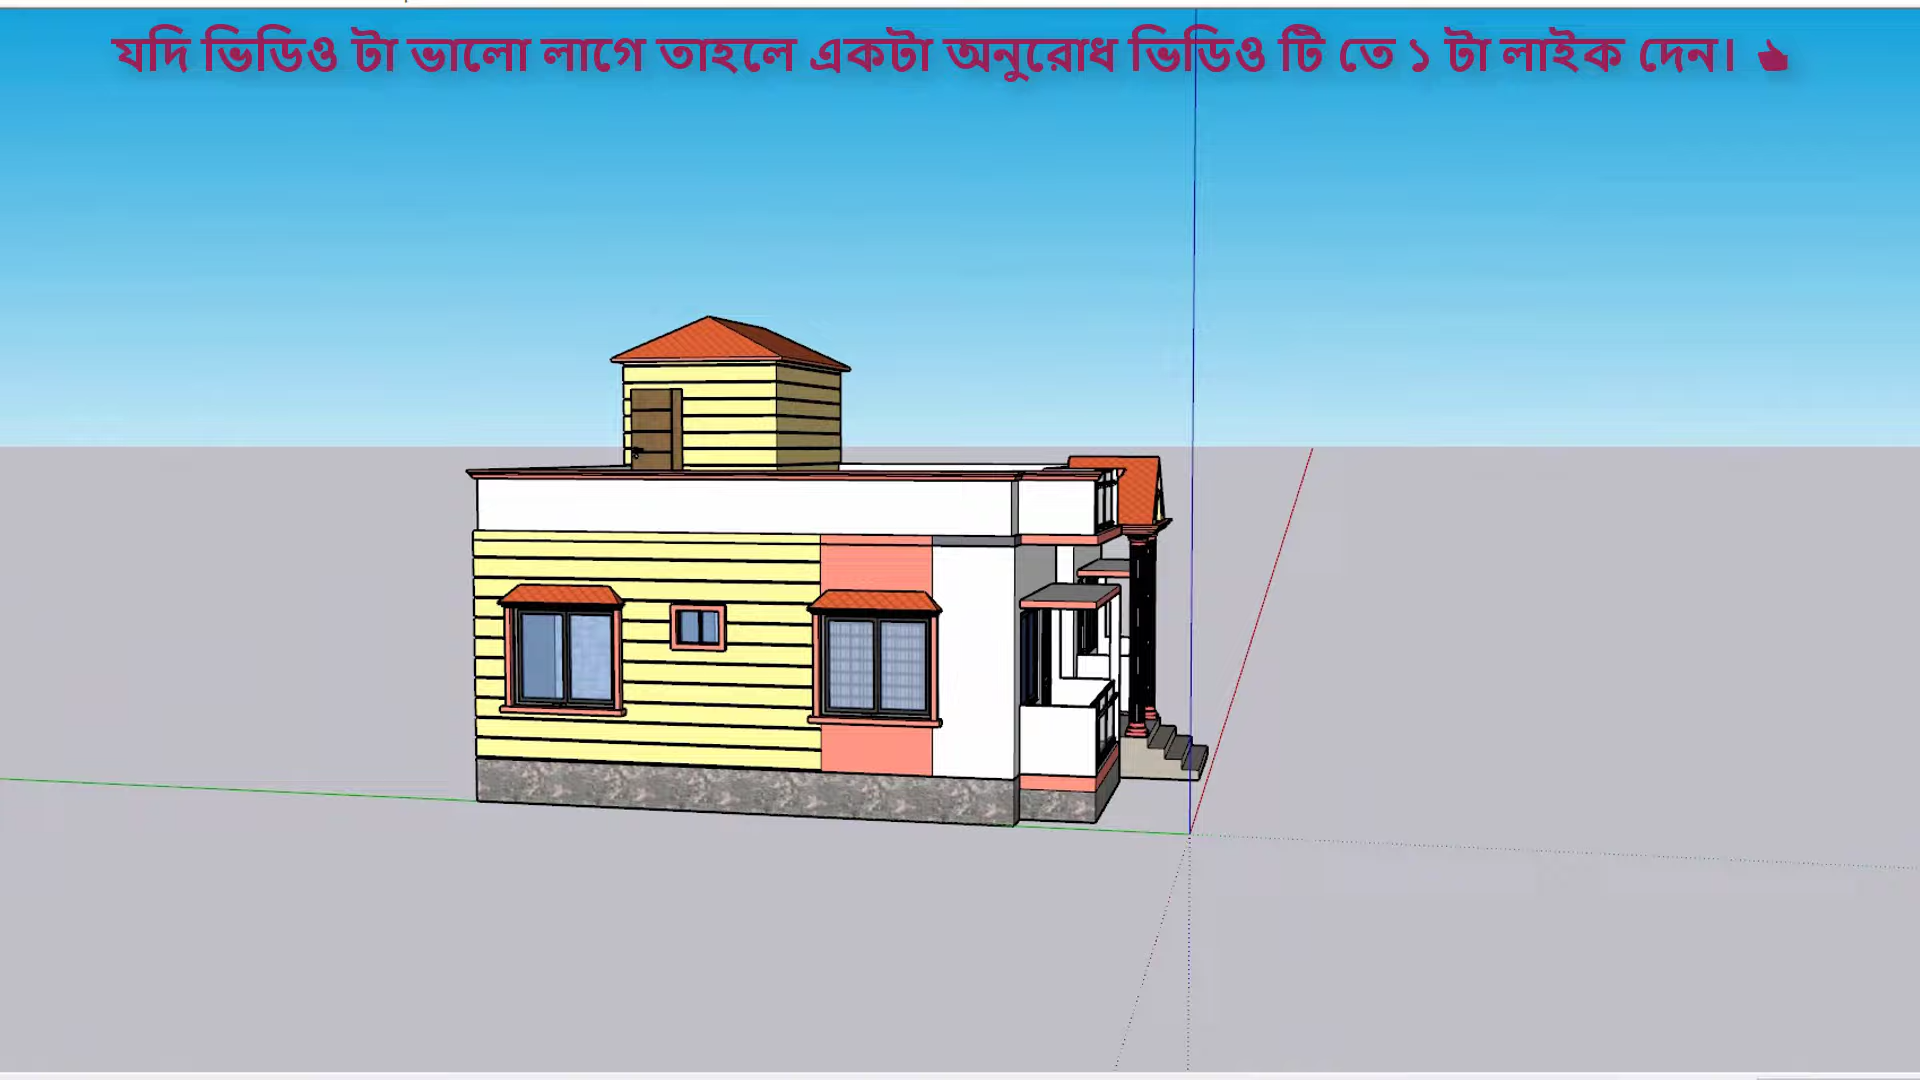 যদি ভিডিও টা ভালো লাগে তাহলে একটা অনুরোধ ভিডিও টি তে ১ টা লাইক দেন।